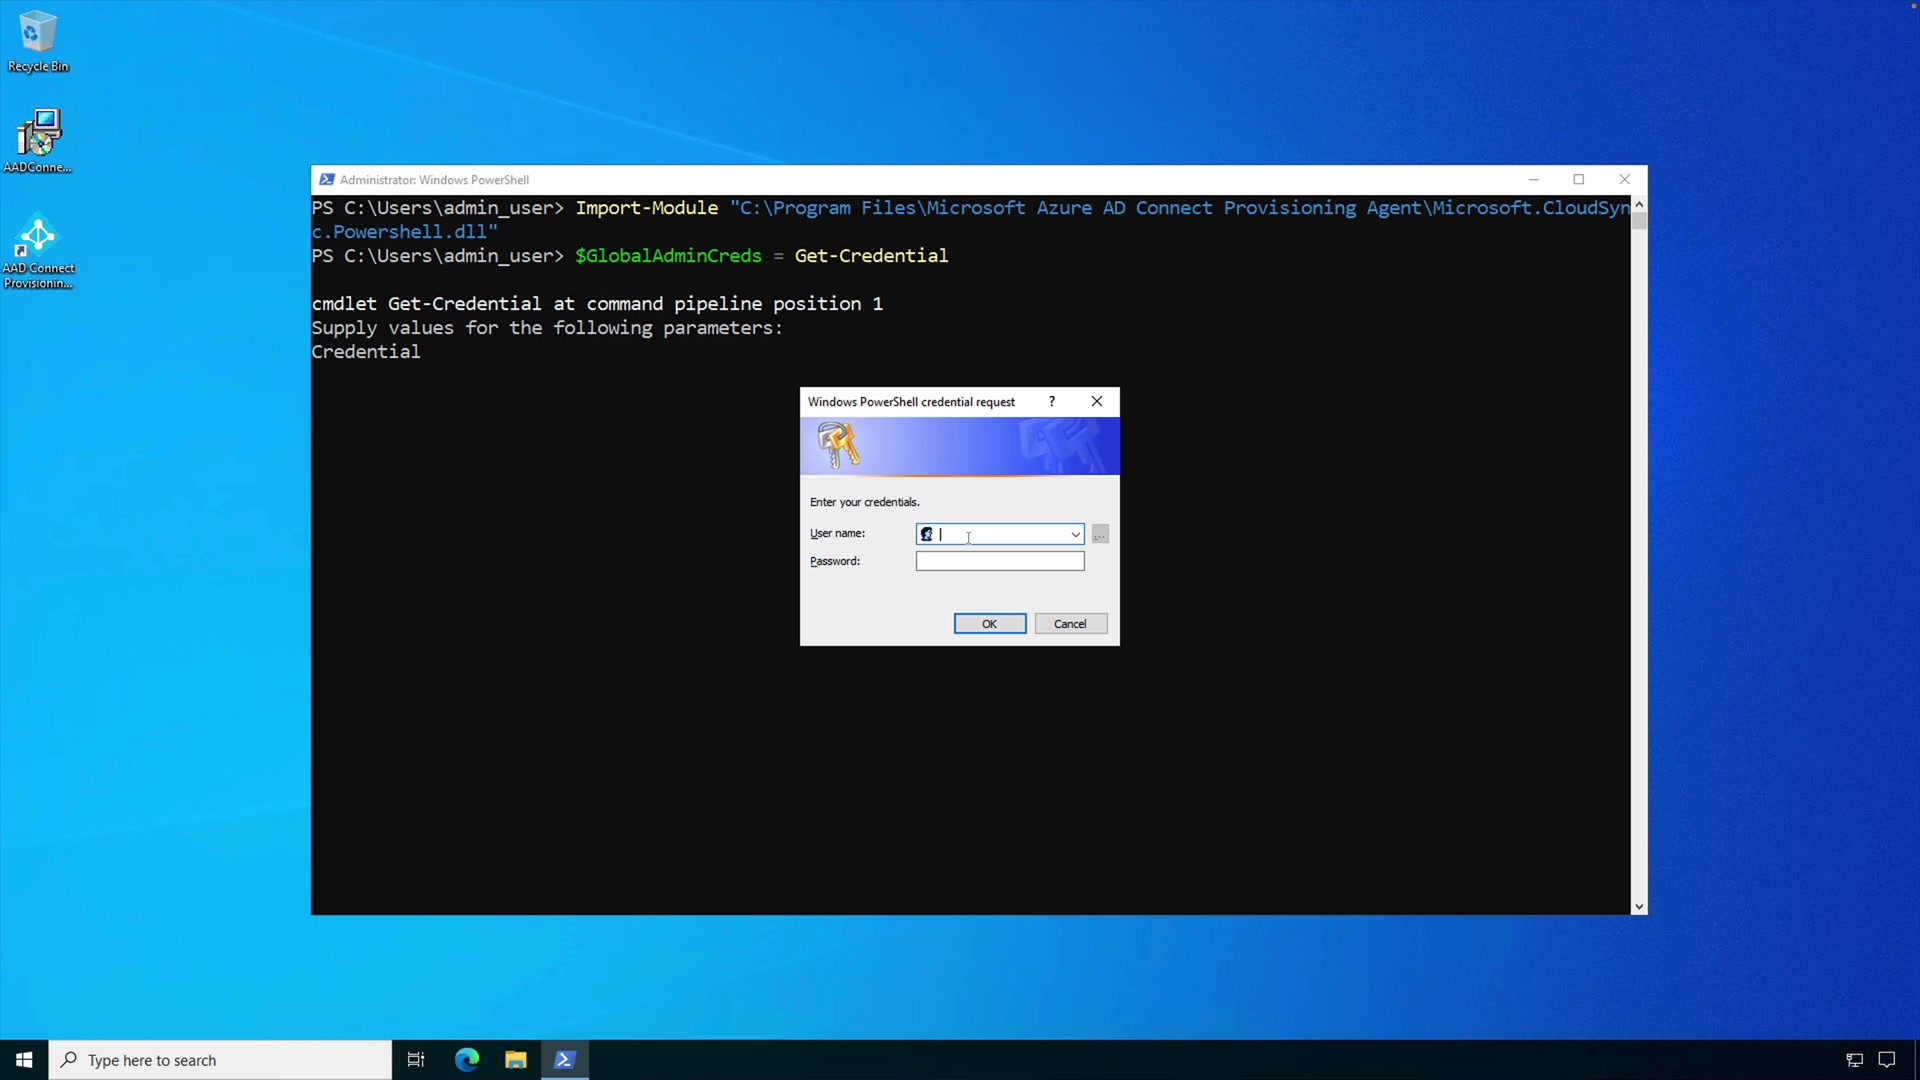 Recycle Bin
AADConne...
AAD Connect
Provisionin...
Administrator: Windows PowerShell
PS C:\Users\admin_user> Import-Module "C:\Program Files\Microsoft Azure AD Connect Provisioning Agent\Microsoft.CloudSyn
c.Powershell.dll"
PS C:\Users\admin_user> $GlobalAdminCreds = Get-Credential
cmdlet Get-Credential at command pipeline position 1
Supply values for the following parameters:
Credential
Windows PowerShell credential request
?
Enter your credentials.
User name:
...
Password:
OK
Cancel
Type here to search